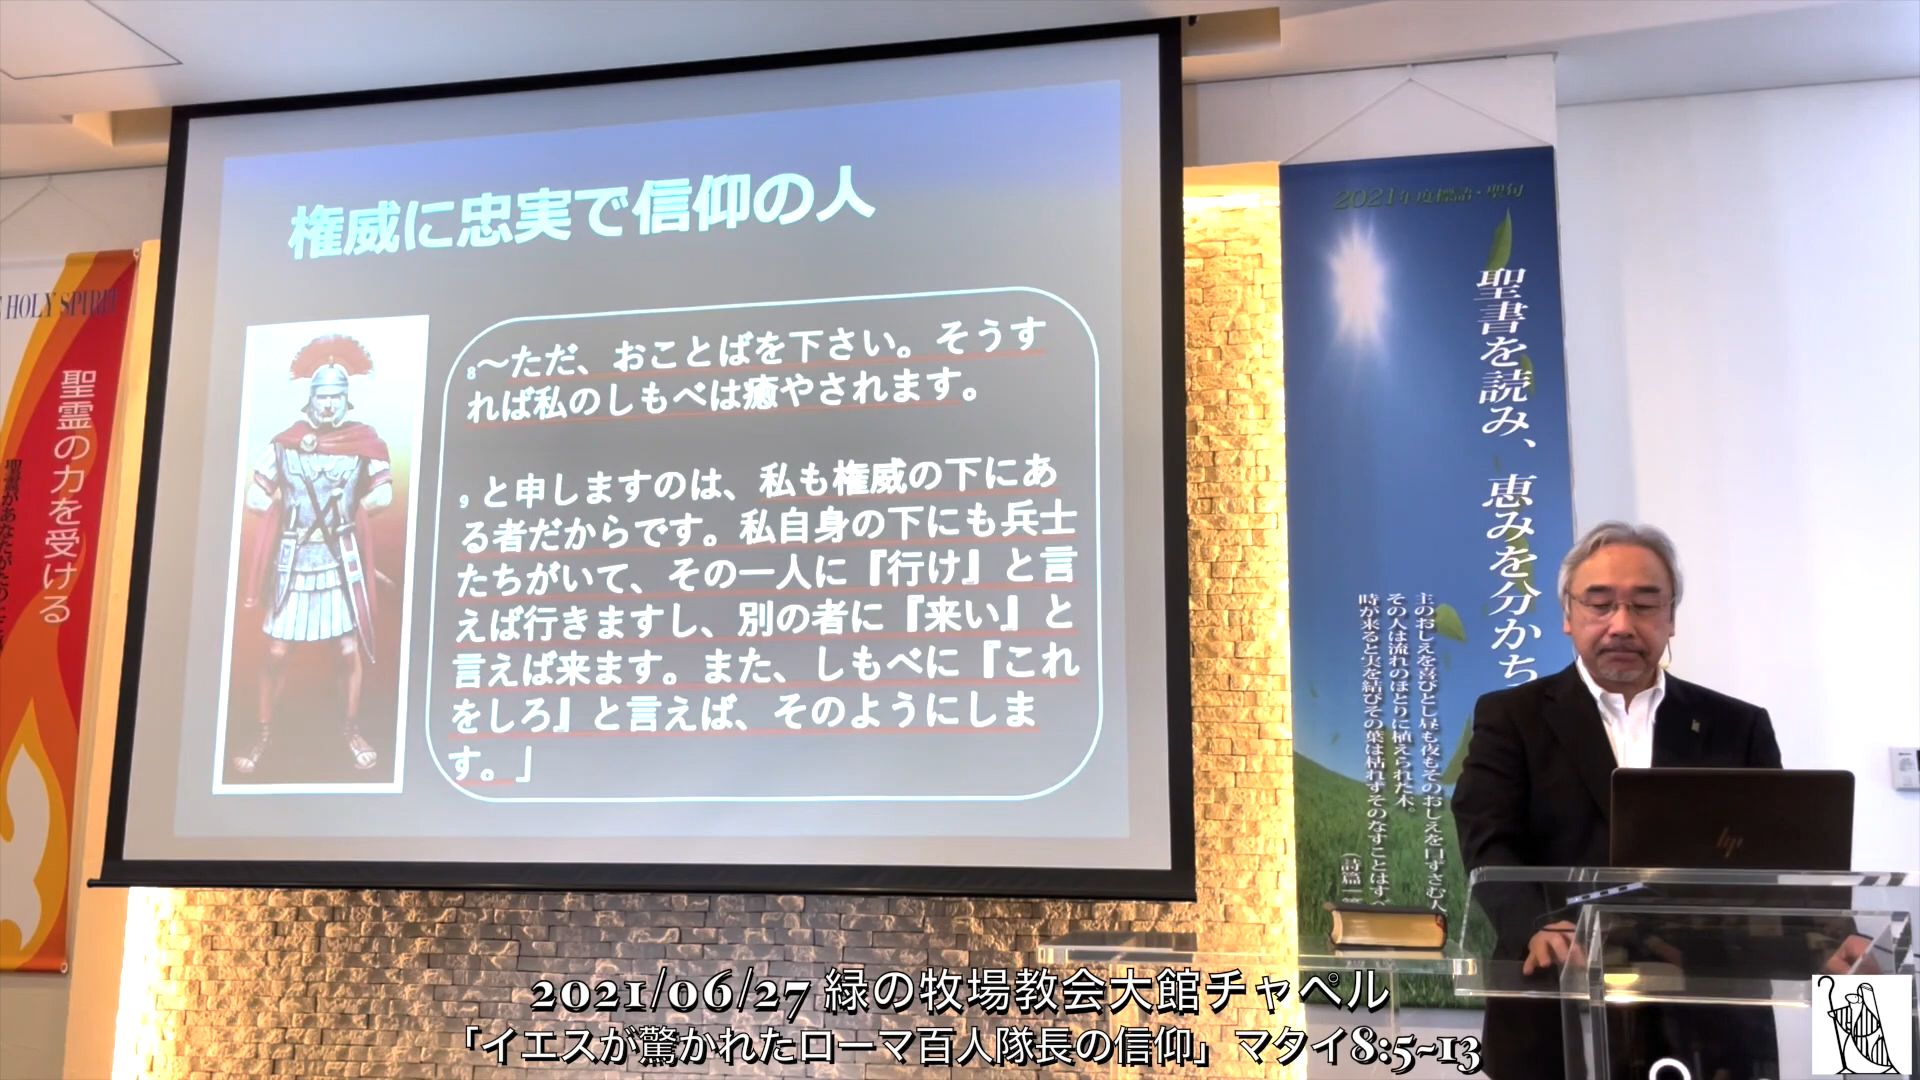 権威に忠実で信仰の人
8～ただ、おことばを下さい。そうす
れば私のしもべは癒やされます。
9 と申しますのは、私も権威の下にあ
る者だからです。私自身の下にも兵士
たちがいて、その一人に『行け』と言
えば行きますし、別の者に『来い』と
言えば来ます。また、しもべに『これ
をしろ』と言えば、そのようにしま
す。」
HOLY SPIRIT
聖霊の力を受ける
2021年度標語・聖句
聖書を読み、恵みを分かち
主のおしえを喜びとし昼も夜もそのおしえを口ずさむ人
その人は流れのほとりに植えられた木。
時が来ると実を結びその葉は枯れずそのなすことはすべ
(詩篇一篇
hp
2021/06/27 緑の牧場教会大館チャペル
「イエスが驚かれたローマ百人隊長の信仰」 マタイ8:5~13